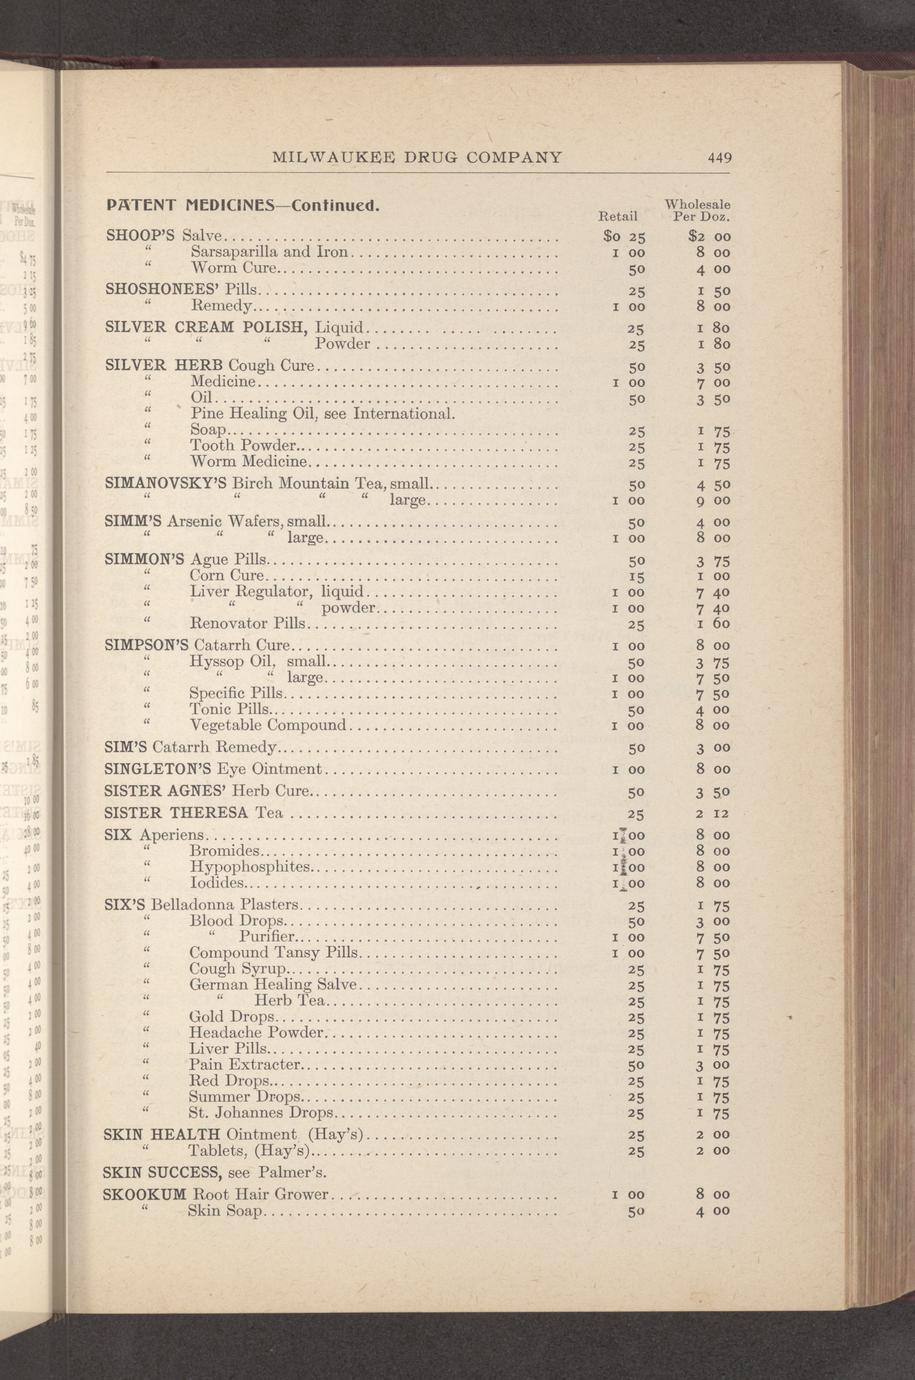 MILWAUKEE DRUG COMPANY 449
PATENT MEDICINES—Continued.
Retail Wholesale Per Doz.
SHOOP'S Salve........ $0 25 $2 00
“ Sarsaparilla and Iron........ 1 00 8 00
“ Worm Cure........ 50 4 00
SHOSHONEES' Pills........ 25 1 50
“ Remedy........ 1 00 8 00
SILVER CREAM POLISH, Liquid........ 25 1 80
“ “ “ Powder ........ 25 1 80
SILVER HERB Cough Cure........ 50 3 50
“ Medicine........ 1 00 7 00
“ Oil........ 50 3 50
“ Pine Healing Oil, see International.
“ Soap........ 25 1 75
“ Tooth Powder........ 25 1 75
“ Worm Medicine........ 25 1 75
SIMANOVSKY'S Birch Mountain Tea, small........ 50 4 50
“ “ “ “ large........ 1 00 9 00
SIMM'S Arsenic Wafers, small........ 50 4 00
“ “ “ large........ 1 00 8 00
SIMMON'S Ague Pills........ 50 3 75
“ Corn Cure........ 15 1 00
“ Liver Regulator, liquid........ 1 00 7 40
“ “ “ powder........ 1 00 7 40
“ Renovator Pills........ 25 1 60
SIMPSON'S Catarrh Cure........ 1 00 8 00
“ Hyssop Oil, small........ 50 3 75
“ “ “ large........ 1 00 7 50
“ Specific Pills........ 1 00 7 50
“ Tonic Pills........ 50 4 00
“ Vegetable Compound........ 1 00 8 00
SIM'S Catarrh Remedy........ 50 3 00
SINGLETON'S Eye Ointment........ 1 00 8 00
SISTER AGNES' Herb Cure........ 50 3 50
SISTER THERESA Tea ........ 25 2 12
SIX Aperiens........ 1 00 8 00
“ Bromides........ 1 00 8 00
“ Hypophosphites........ 1 00 8 00
“ Iodides........ 1 00 8 00
SIX'S Belladonna Plasters........ 25 1 75
“ Blood Drops........ 50 3 00
“ “ Purifier........ 1 00 7 50
“ Compound Tansy Pills........ 1 00 7 50
“ Cough Syrup........ 25 1 75
“ German Healing Salve........ 25 1 75
“ “ Herb Tea........ 25 1 75
“ Gold Drops........ 25 1 75
“ Headache Powder........ 25 1 75
“ Liver Pills........ 25 1 75
“ Pain Extracter........ 50 3 00
“ Red Drops........ 25 1 75
“ Summer Drops........ 25 1 75
“ St. Johannes Drops........ 25 1 75
SKIN HEALTH Ointment (Hay's)........ 25 2 00
“ Tablets, (Hay's)........ 25 2 00
SKIN SUCCESS, see Palmer's.
SKOOKUM Root Hair Grower........ 1 00 8 00
“ Skin Soap........ 50 4 00